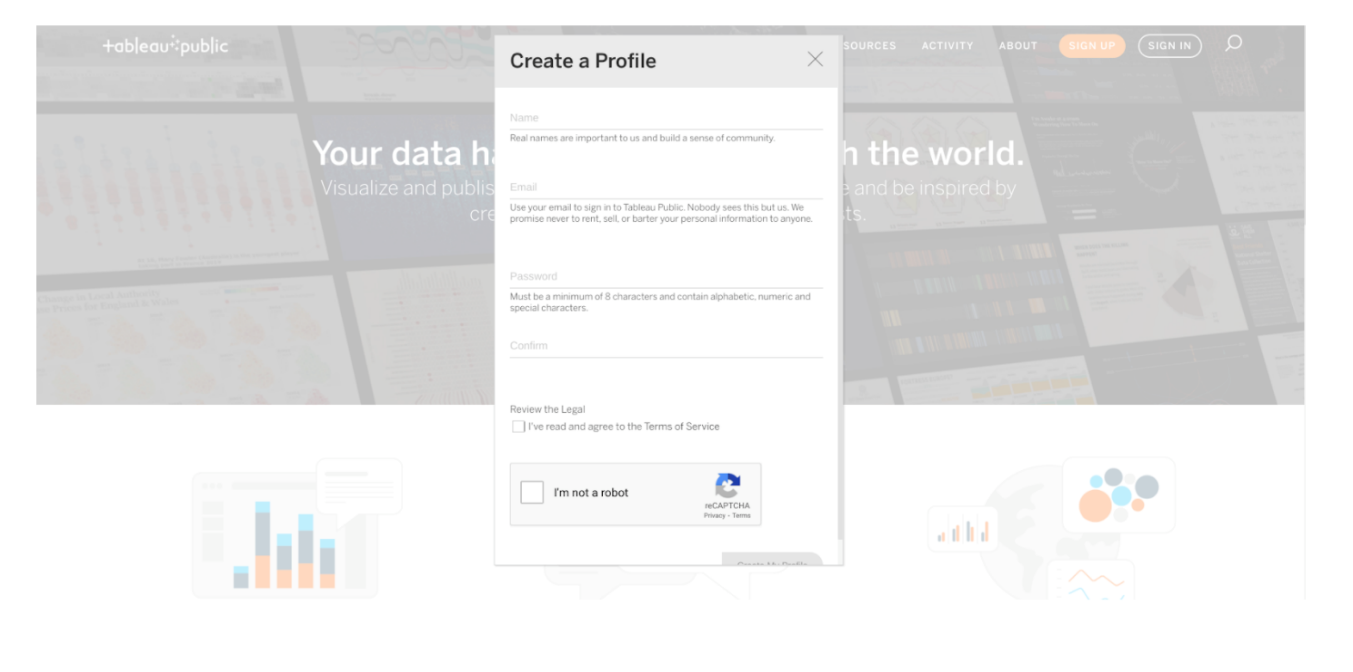 +ableau public
SOURCES ACTIVITY ABOUT SIGN UP SIGN IN
Create a Profile
Name
Real names are important to us and build a sense of community.
Your data ha
h the world.
Visualize and publis
e and be inspired by
cre
ts.
Email
Use your email to sign in to Tableau Public. Nobody sees this but us. We
promise never to rent, sell, or barter your personal information to anyone.
Password
Must be a minimum of 8 characters and contain alphabetic, numeric and
special characters.
Confirm
Review the Legal
I've read and agree to the Terms of Service
I'm not a robot
reCAPTCHA
Privacy - Terms
Create My Profile